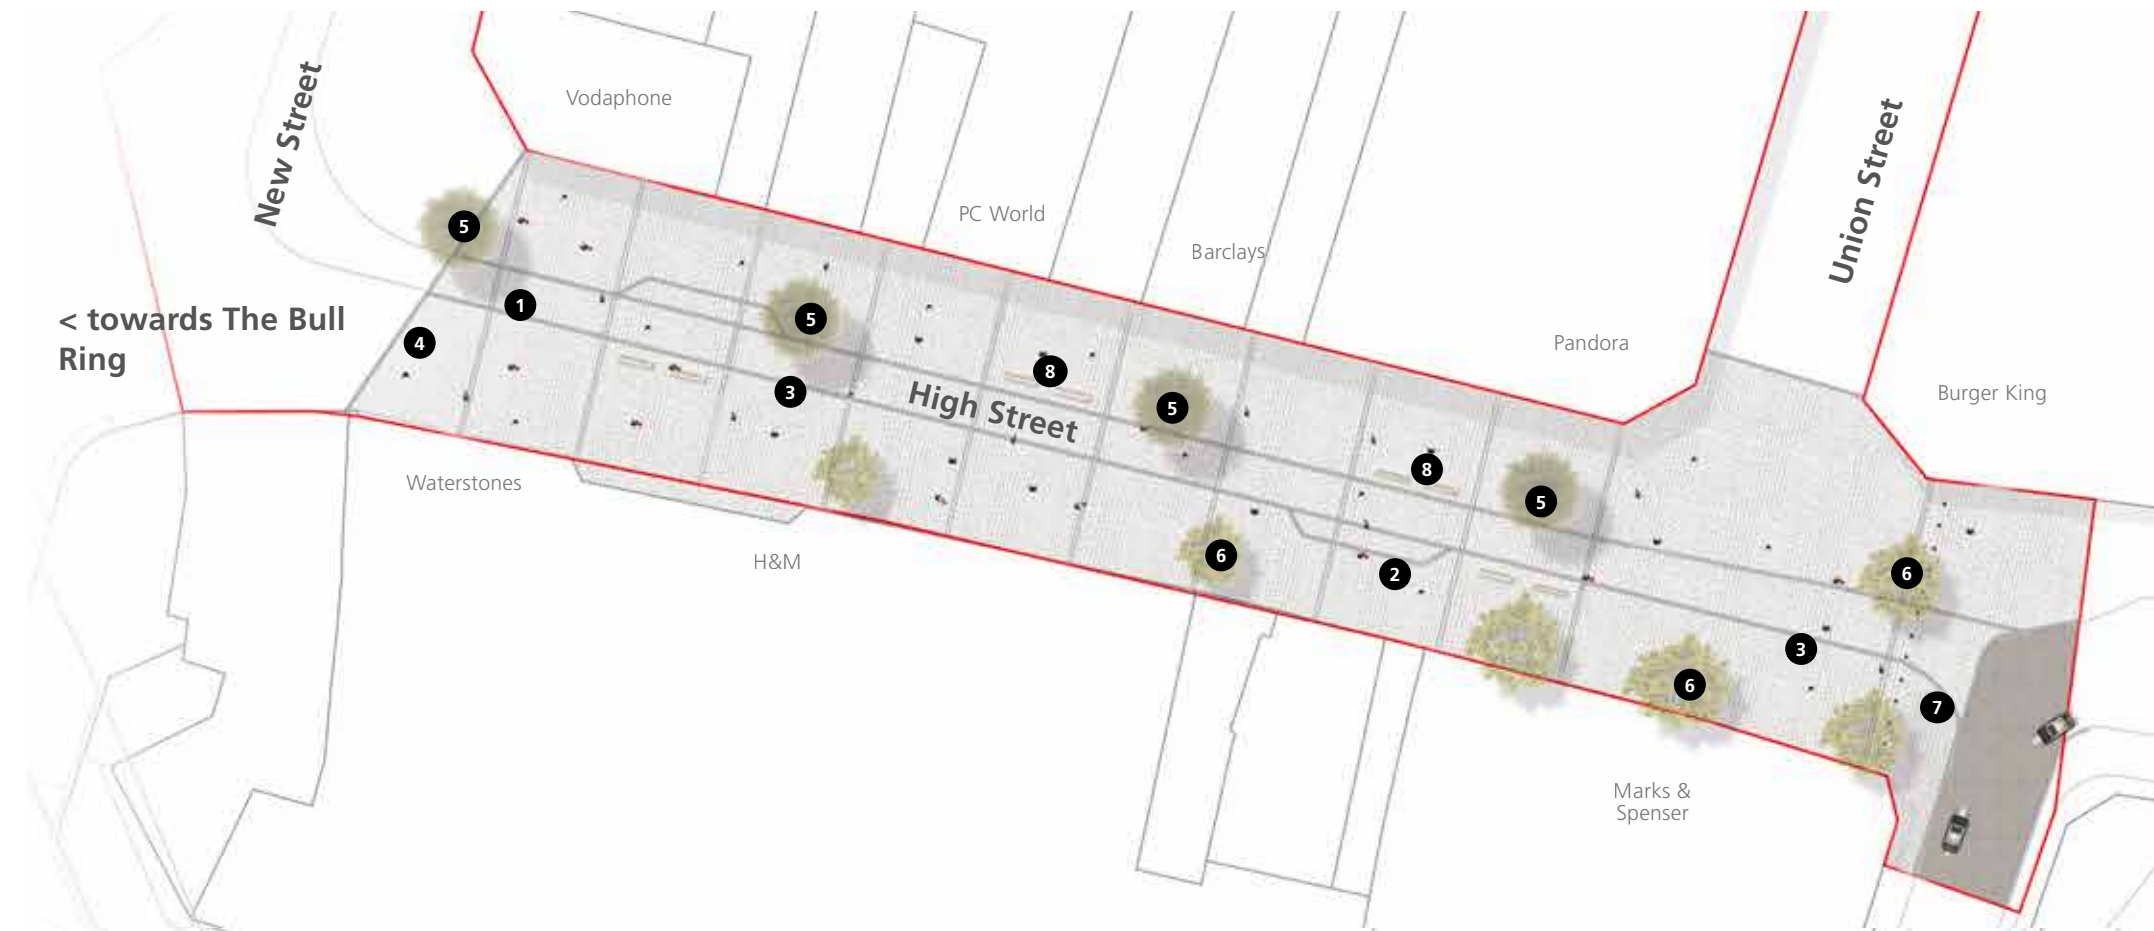 Vodaphone
New Street
5
PC World
Barclays
Union Street
< towards The Bull
Ring
1
4
5
3
High Street
8
5
Pandora
Burger King
Waterstones
8
5
H&M
6
2
6
3
6
7
Marks &
Spenser